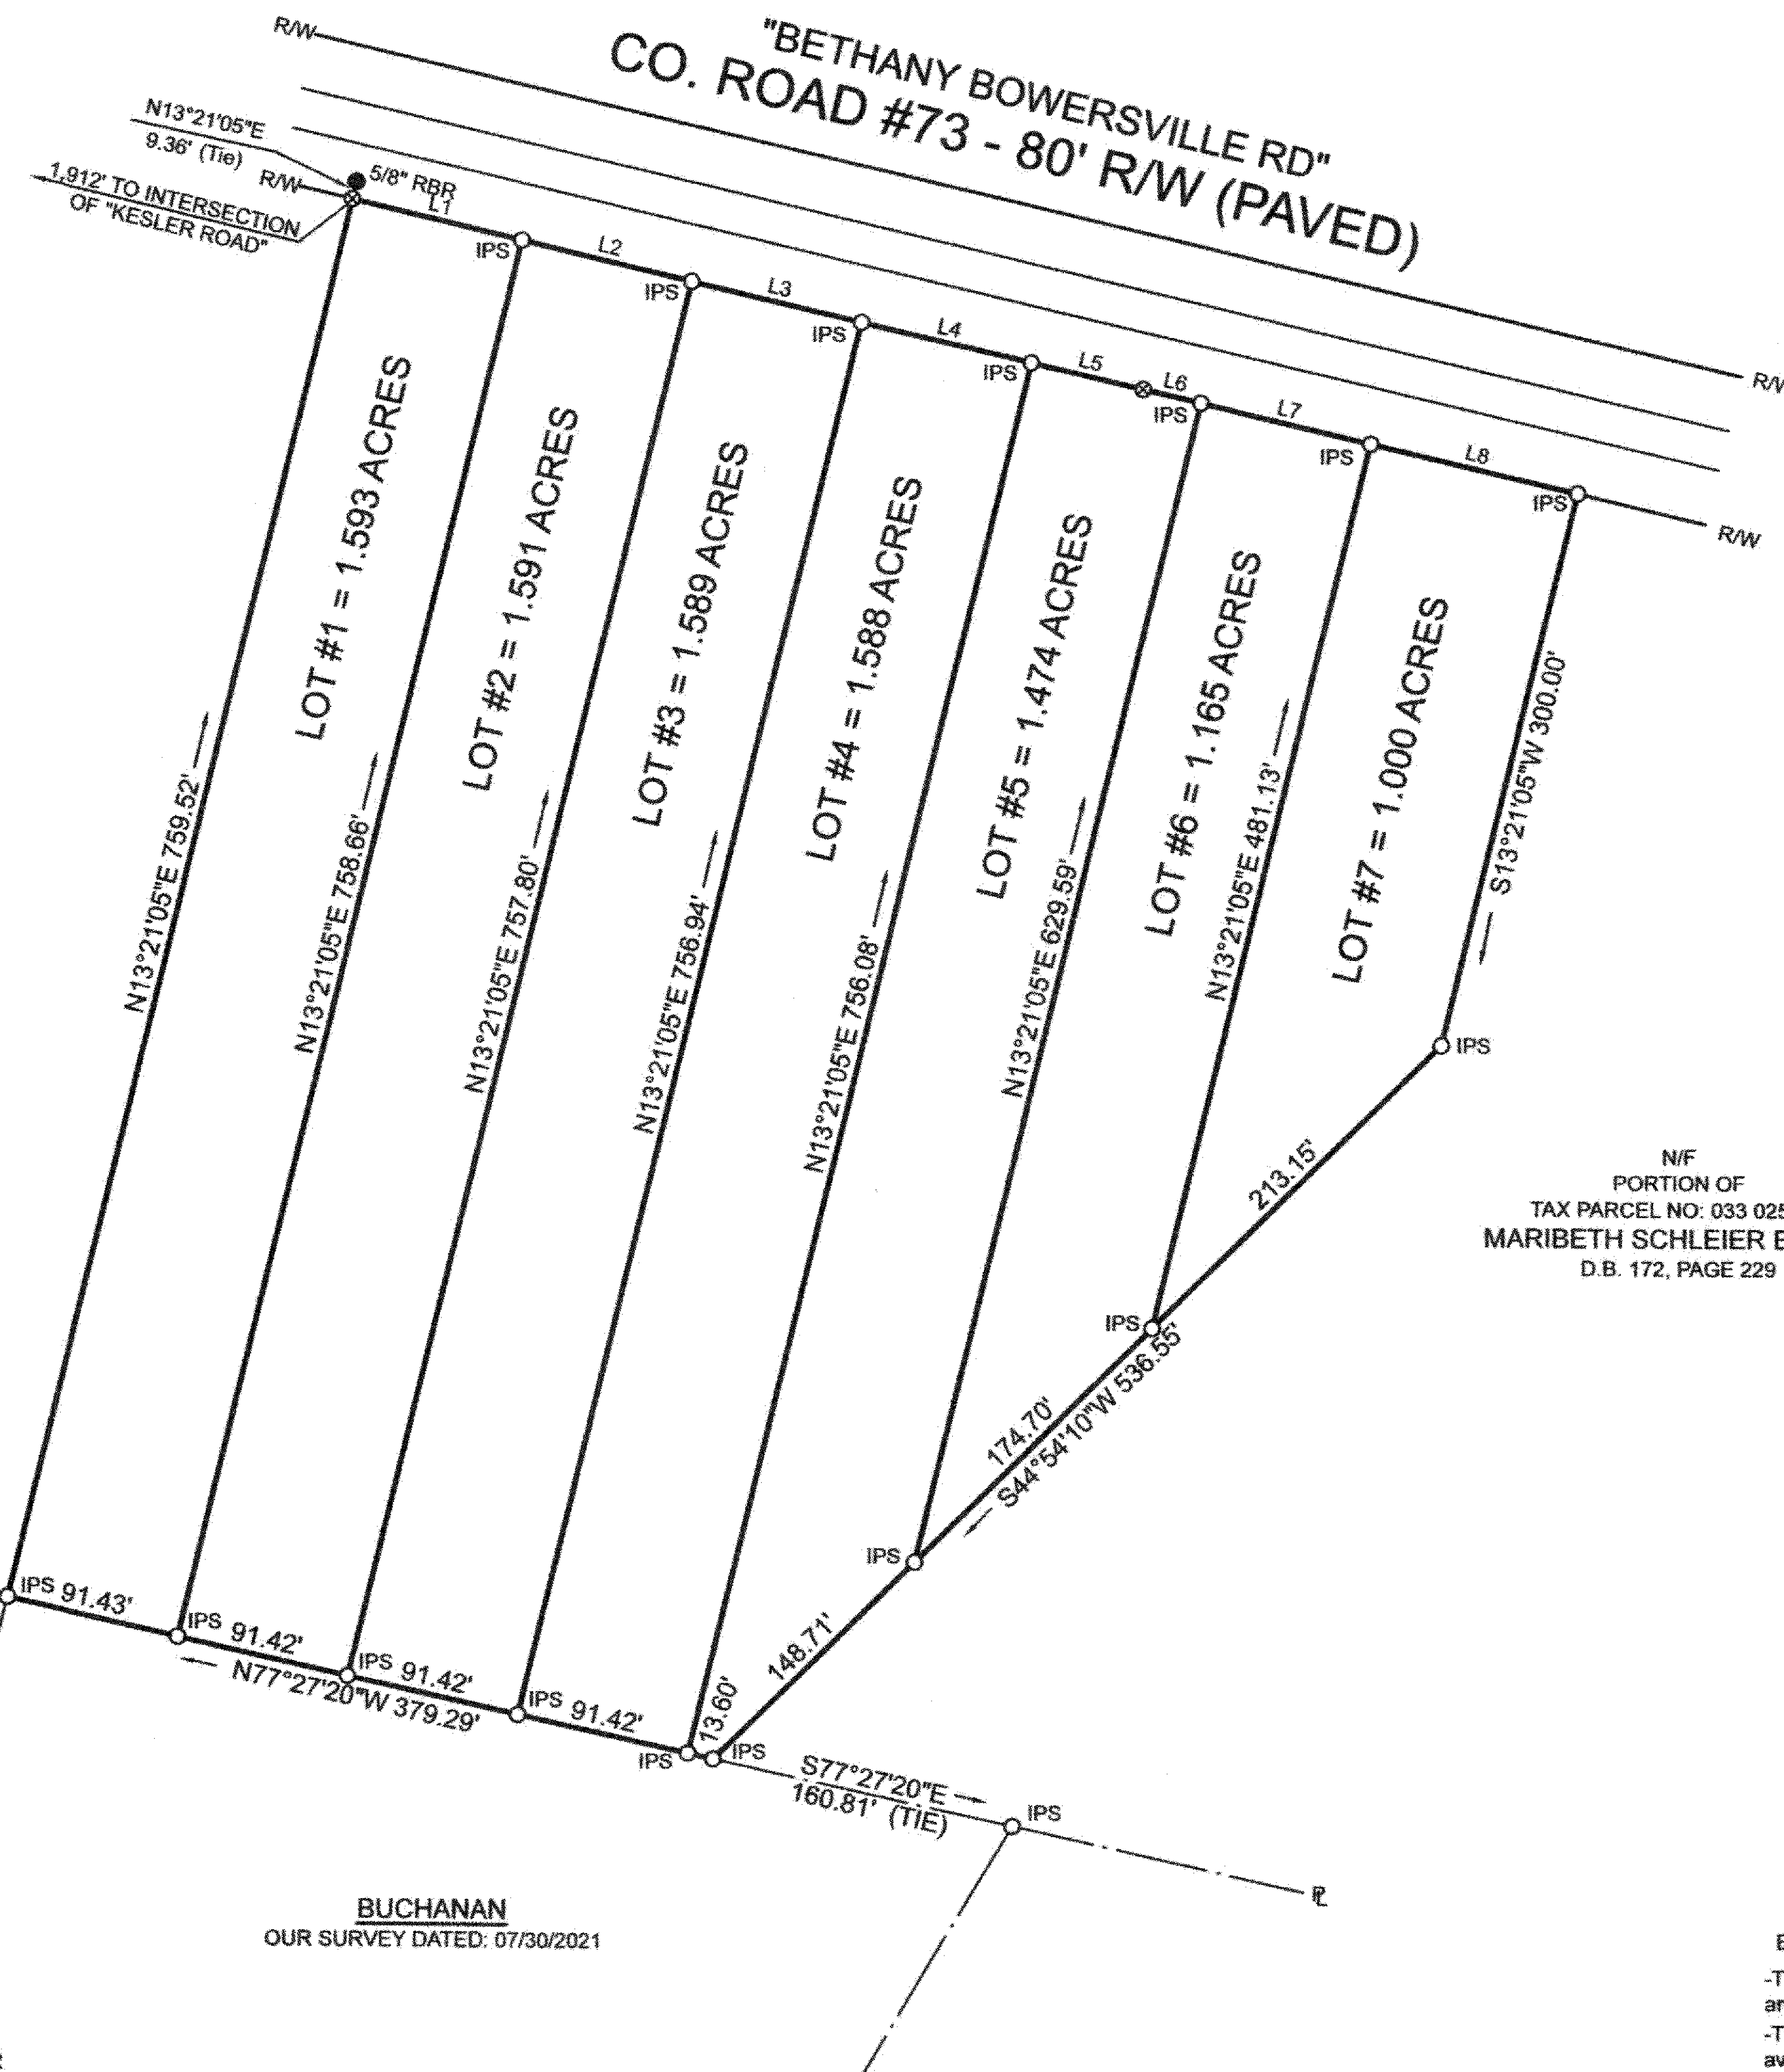 "BETHANY BOWERSVILLE RD"
CO. ROAD #73 - 80' R/W (PAVED)
R/W
N13°21'05"E
9.36' (Tie)
R/W
5/8" RBR
1,912' TO INTERSECTION
OF "KESLER ROAD"
L1
IPS
L2
IPS
L3
IPS
L4
IPS
L5
L6
IPS
L7
IPS
L8
IPS
R/W
R/W
LOT #1 = 1.593 ACRES
LOT #2 = 1.591 ACRES
LOT #3 = 1.589 ACRES
LOT #4 = 1.588 ACRES
LOT #5 = 1.474 ACRES
LOT #6 = 1.165 ACRES
LOT #7 = 1.000 ACRES
N13°21'05"E 759.52'
N13°21'05"E 758.66'
N13°21'05"E 757.80'
N13°21'05"E 756.94'
N13°21'05"E 756.08'
N13°21'05"E 629.59'
N13°21'05"E 481.13'
S13°21'05"W 300.00'
IPS
213.15'
N/F
PORTION OF
TAX PARCEL NO: 033 025
MARIBETH SCHLEIER
D.B. 172, PAGE 229
IPS
174.70'
S44°54'10"W 536.55'
IPS
148.71'
IPS 91.43'
IPS 91.42'
IPS 91.42'
IPS 91.42'
N77°27'20"W 379.29'
13.60'
IPS
IPS
S77°27'20"E
160.81' (TIE)
IPS
PL
BUCHANAN
OUR SURVEY DATED: 07/30/2021